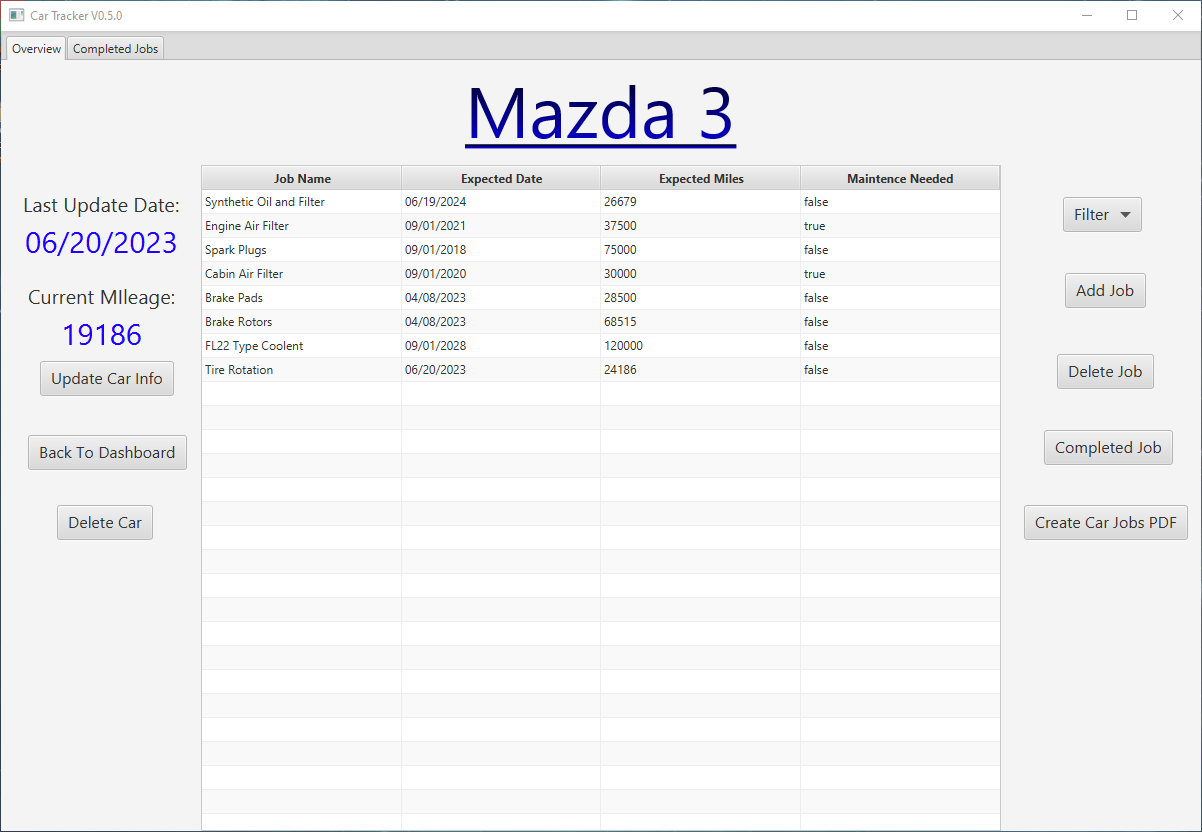 Car Tracker V0.5.0
Overview Completed Jobs
Mazda 3
Last Update Date:
06/20/2023
Current MIleage:
19186
Update Car Info
Back To Dashboard
Delete Car
Job Name Expected Date Expected Miles Maintence Needed
Synthetic Oil and Filter 06/19/2024 26679 false
Engine Air Filter 09/01/2021 37500 true
Spark Plugs 09/01/2018 75000 false
Cabin Air Filter 09/01/2020 30000 true
Brake Pads 04/08/2023 28500 false
Brake Rotors 04/08/2023 68515 false
FL22 Type Coolent 09/01/2028 120000 false
Tire Rotation 06/20/2023 24186 false
Filter
Add Job
Delete Job
Completed Job
Create Car Jobs PDF